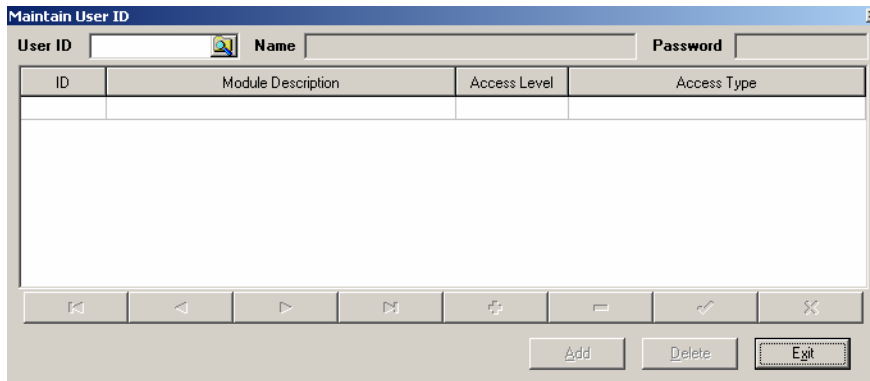 Maintain User ID
User ID Name Password
ID Module Description Access Level Access Type
Add Delete Exit